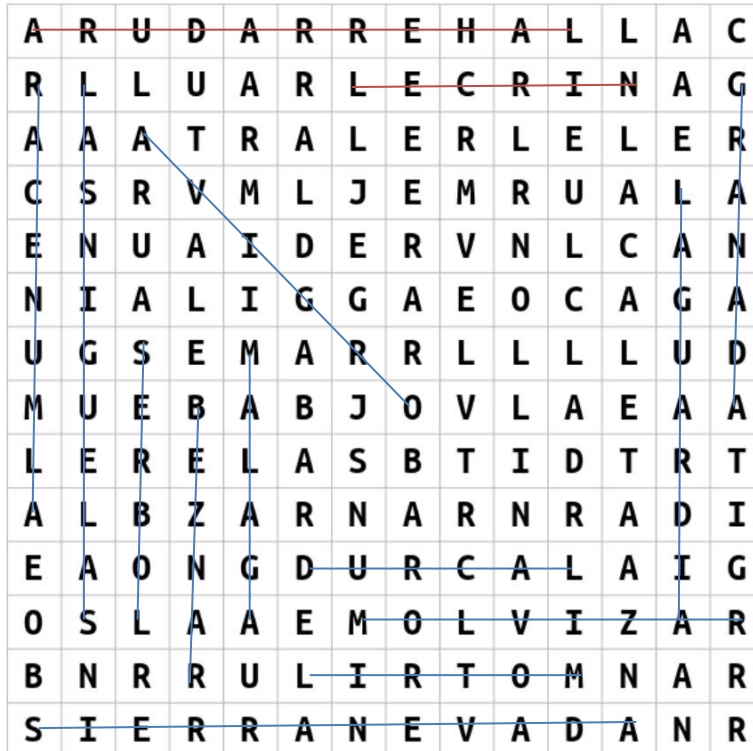 A R U D A R R E H A L L A C
R L L U A R L E C R I N A G
A A A T R A L E R L E L E R
C S R V M L J E M R U A L A
E N U A I D E R V N L C A N
N I A L I G G A E O C A G A
U G S E M A R R L L L L U D
M U E B A B J O V L A E A A
L E R E L A S B T I D T R T
A L B Z A R N A R N R A D I
E A O N G D U R C A L A I G
O S L A A E M O L V I Z A R
B N R R U L I R T O M N A R
S I E R R A N E V A D A N R